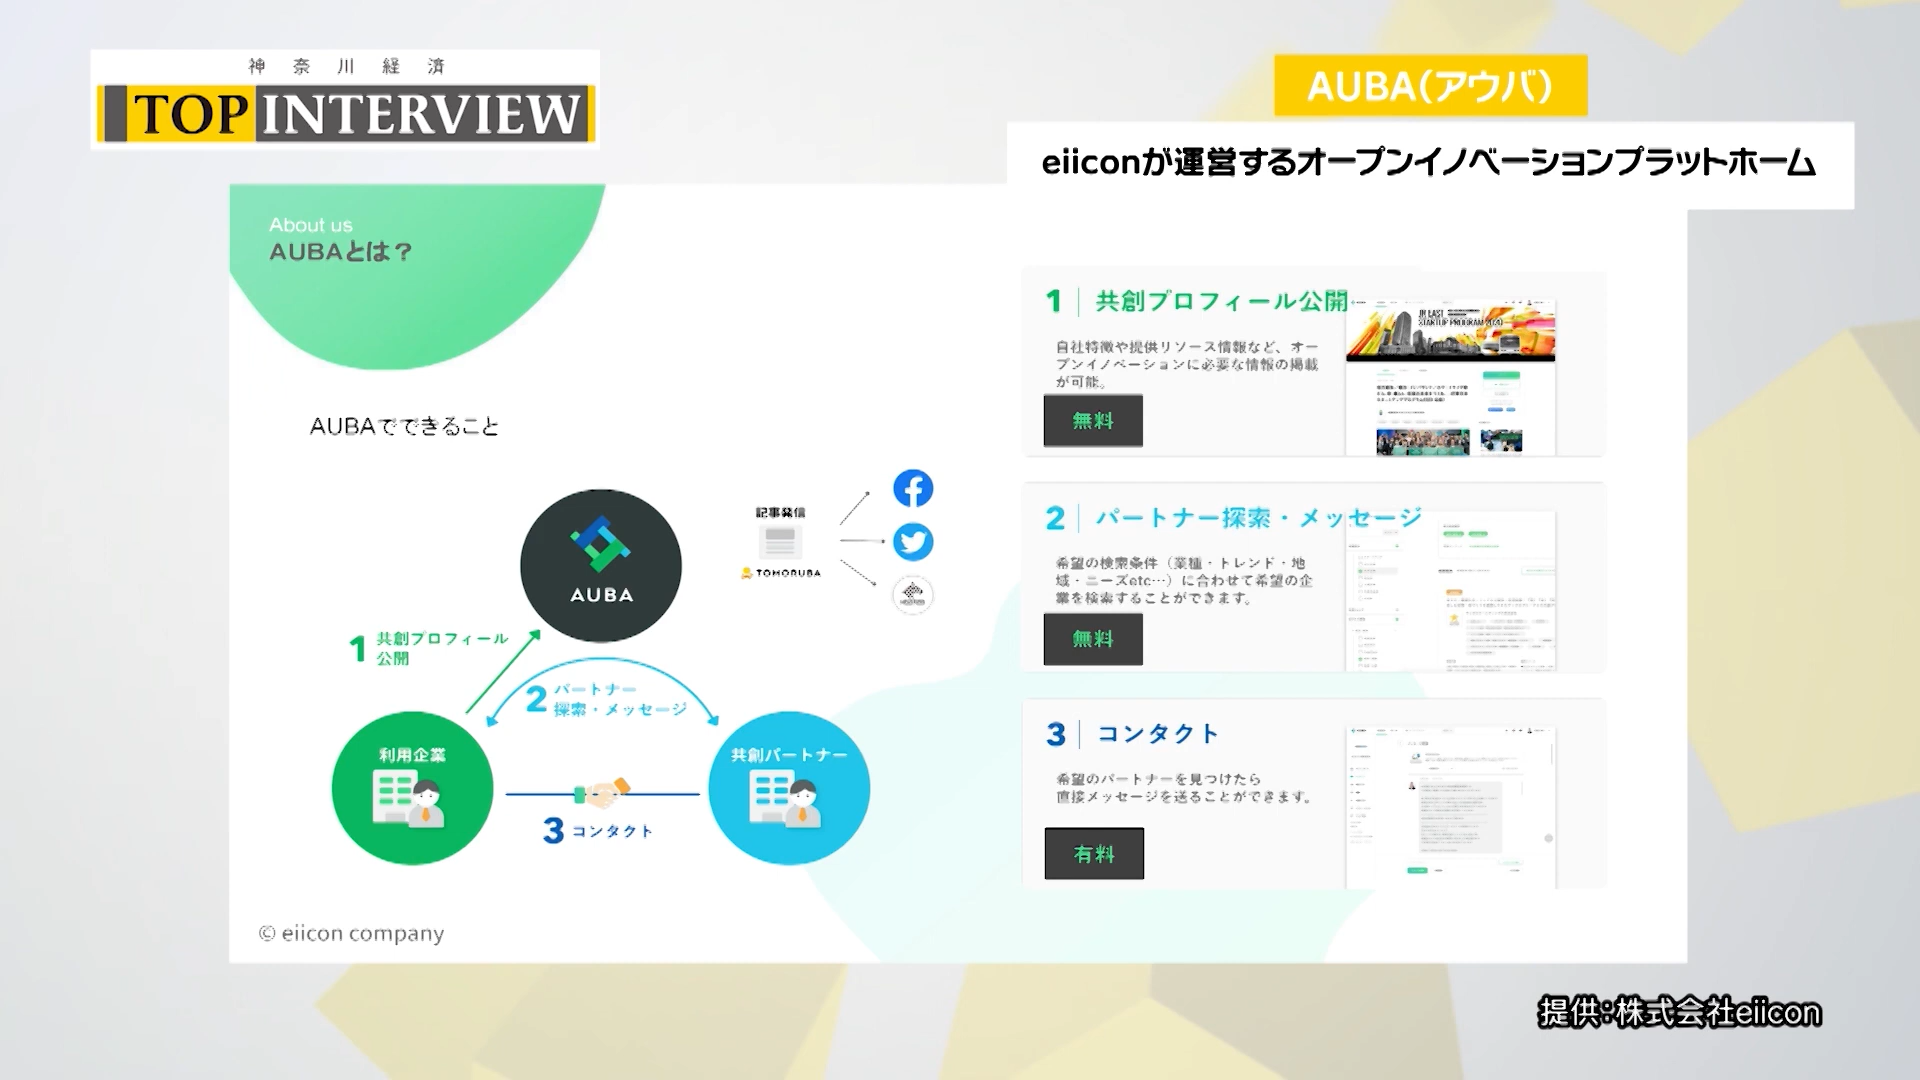 神奈川経済
TOP INTERVIEW
AUBA(アウバ)
eiiconが運営するオープンイノベーションプラットホーム
About us
AUBAとは？
AUBAでできること
AUBA
記事発信
TOMORUBA
1 共創プロフィール
公開
2 パートナー
探索・メッセージ
利用企業
共創パートナー
3 コンタクト
© eiicon company
1 共創プロフィール公開
自社特徴や提供リソース情報など、オー
プンイノベーションに必要な情報の掲載
が可能。
無料
JR EAST
STARTUP PROGRAM
2 パートナー探索・メッセージ
希望の検索条件（業種・トレンド・地
域・ニーズetc…）に合わせて希望の企
業を検索することができます。
無料
3 コンタクト
希望のパートナーを見つけたら
直接メッセージを送ることができます。
有料
提供:株式会社eiicon